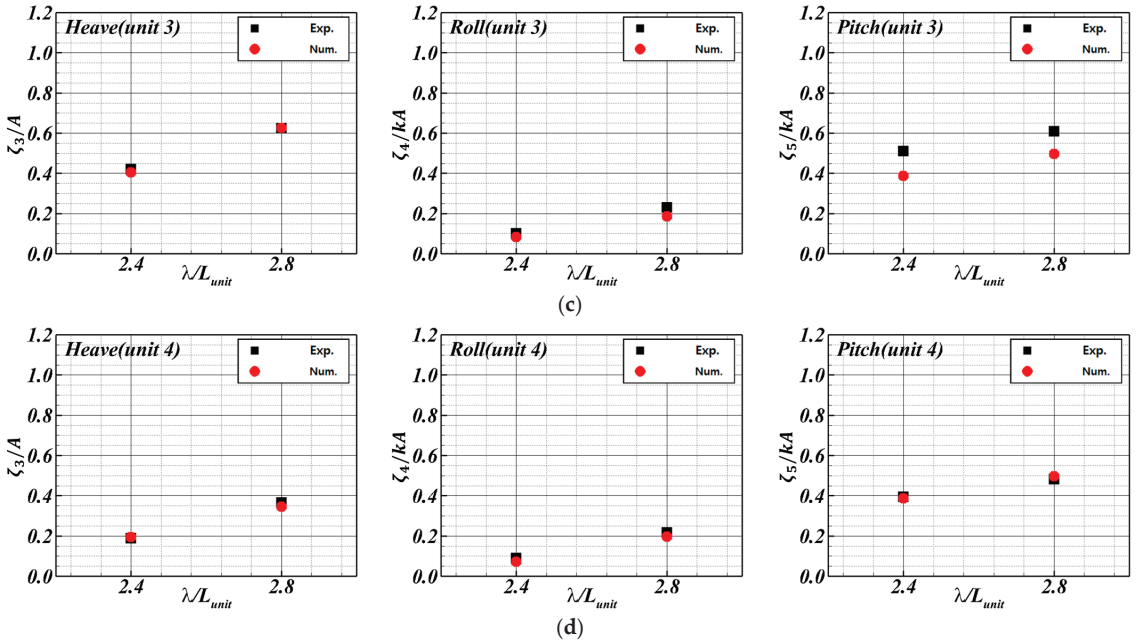 Heave(unit 3)
Exp.
Num.
1.2
1.0
0.8
0.6
0.4
0.2
0.0
ζ3/A
2.4
2.8
λ/Lunit
Roll(unit 3)
Exp.
Num.
1.2
1.0
0.8
0.6
0.4
0.2
0.0
ζ4/kA
2.4
2.8
λ/Lunit
Pitch(unit 3)
Exp.
Num.
1.2
1.0
0.8
0.6
0.4
0.2
0.0
ζ5/kA
2.4
2.8
λ/Lunit
(c)
Heave(unit 4)
Exp.
Num.
1.2
1.0
0.8
0.6
0.4
0.2
0.0
ζ3/A
2.4
2.8
λ/Lunit
Roll(unit 4)
Exp.
Num.
1.2
1.0
0.8
0.6
0.4
0.2
0.0
ζ4/kA
2.4
2.8
λ/Lunit
Pitch(unit 4)
Exp.
Num.
1.2
1.0
0.8
0.6
0.4
0.2
0.0
ζ5/kA
2.4
2.8
λ/Lunit
(d)